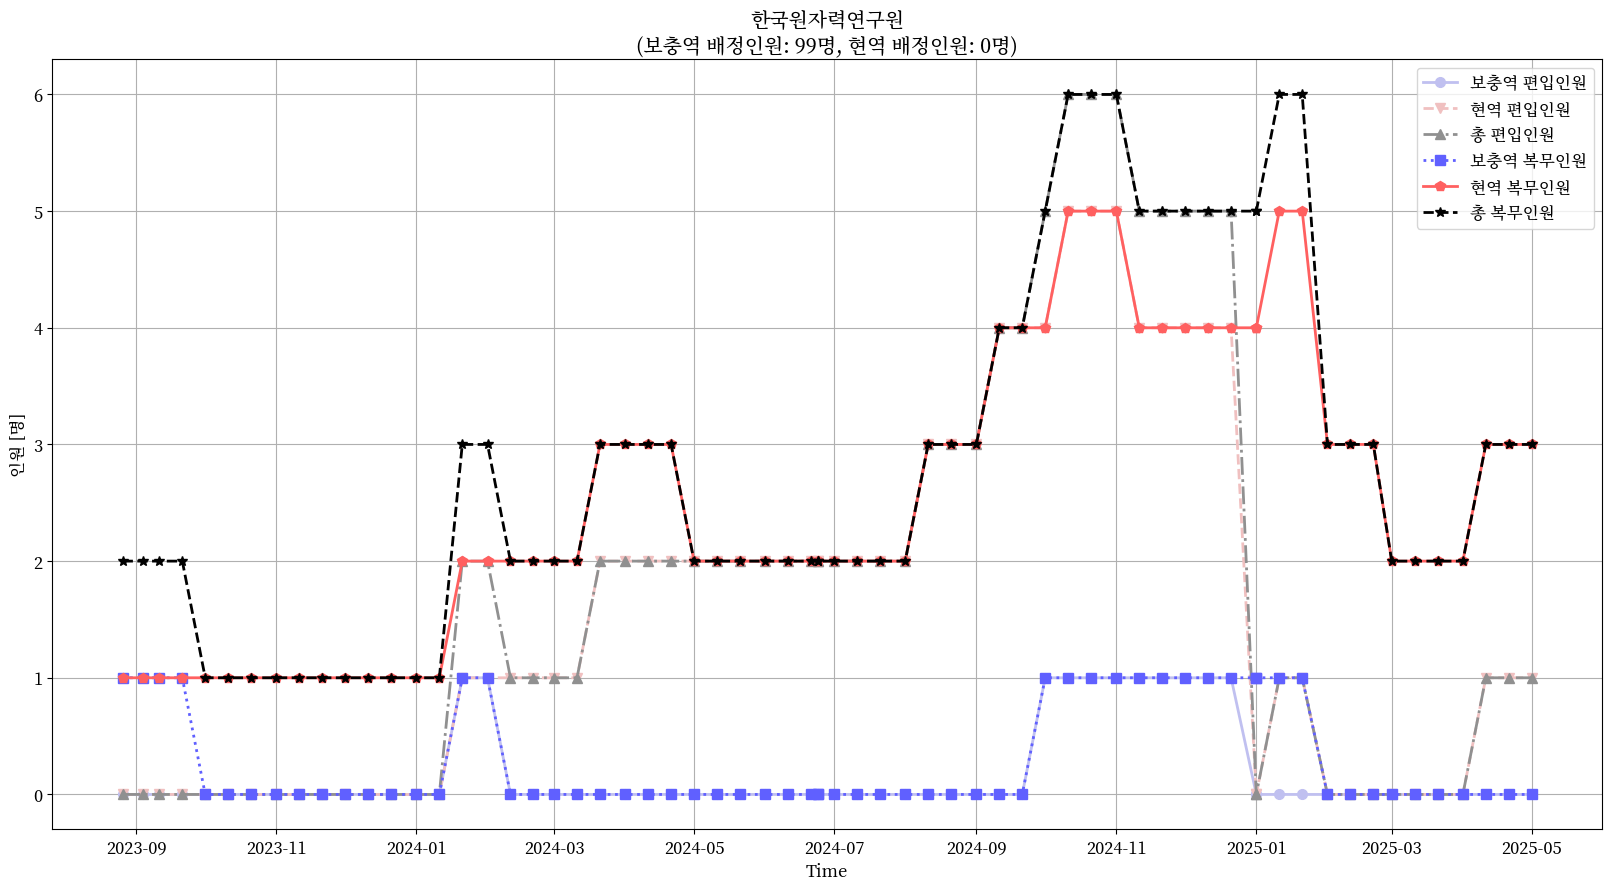 한국원자력연구원
(보충역 배정인원: 99명, 현역 배정인원: 0명)
보충역 편입인원
현역 편입인원
총 편입인원
보충역 복무인원
현역 복무인원
총 복무인원
인원 [명]
6
5
4
3
2
1
0
2023-09
2023-11
2024-01
2024-03
2024-05
2024-07
2024-09
2024-11
2025-01
2025-03
2025-05
Time